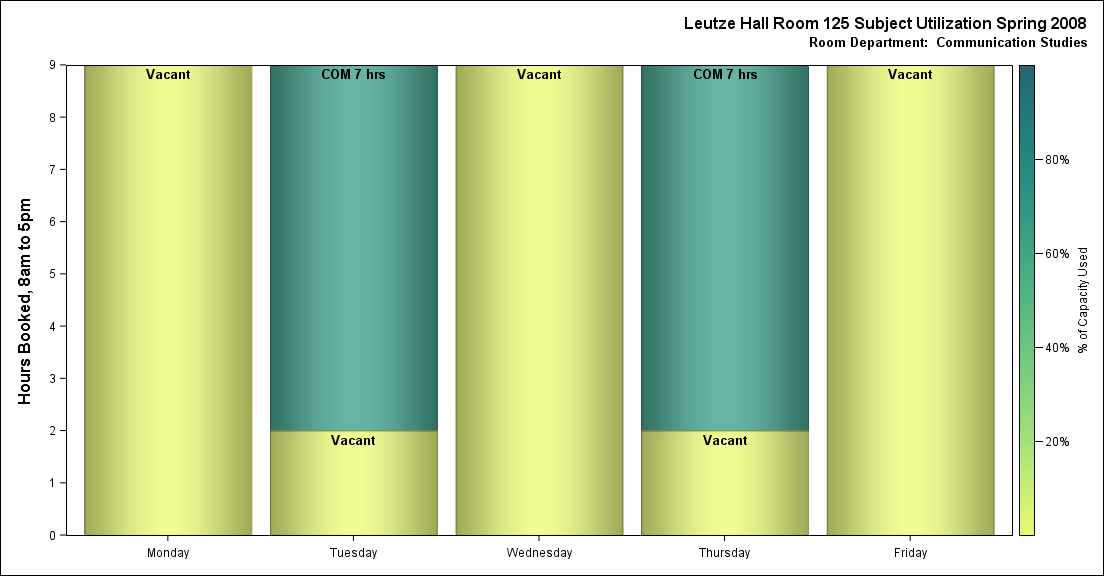 Leutze Hall Room 125 Subject Utilization Spring 2008
Room Department:  Communication Studies
Hours Booked, 8am to 5pm
9
8
7
6
5
4
3
2
1
0
Vacant
COM 7 hrs
Vacant
COM 7 hrs
Vacant
Vacant
Vacant
Monday
Tuesday
Wednesday
Thursday
Friday
80%
60%
40%
20%
% of Capacity Used